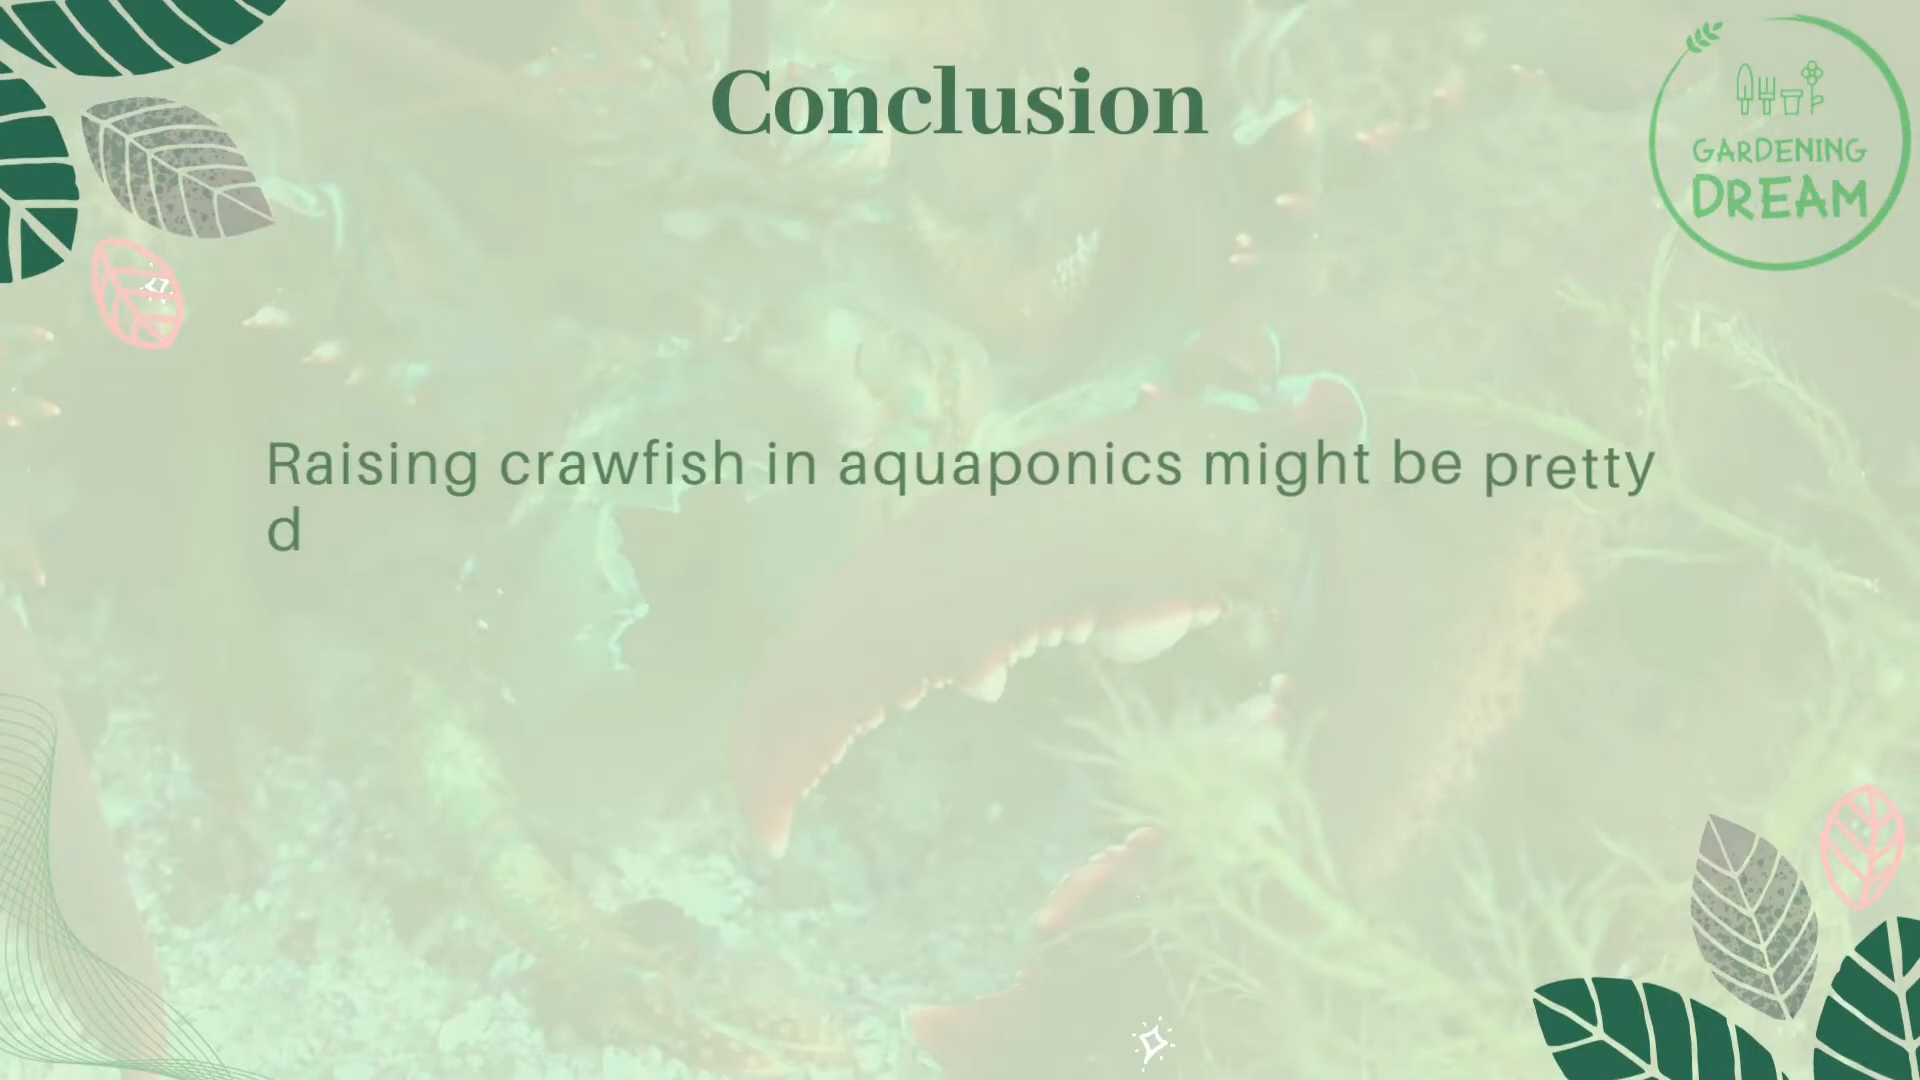 Conclusion
GARDENING
DREAM
Raising crawfish in aquaponics might be pretty
d